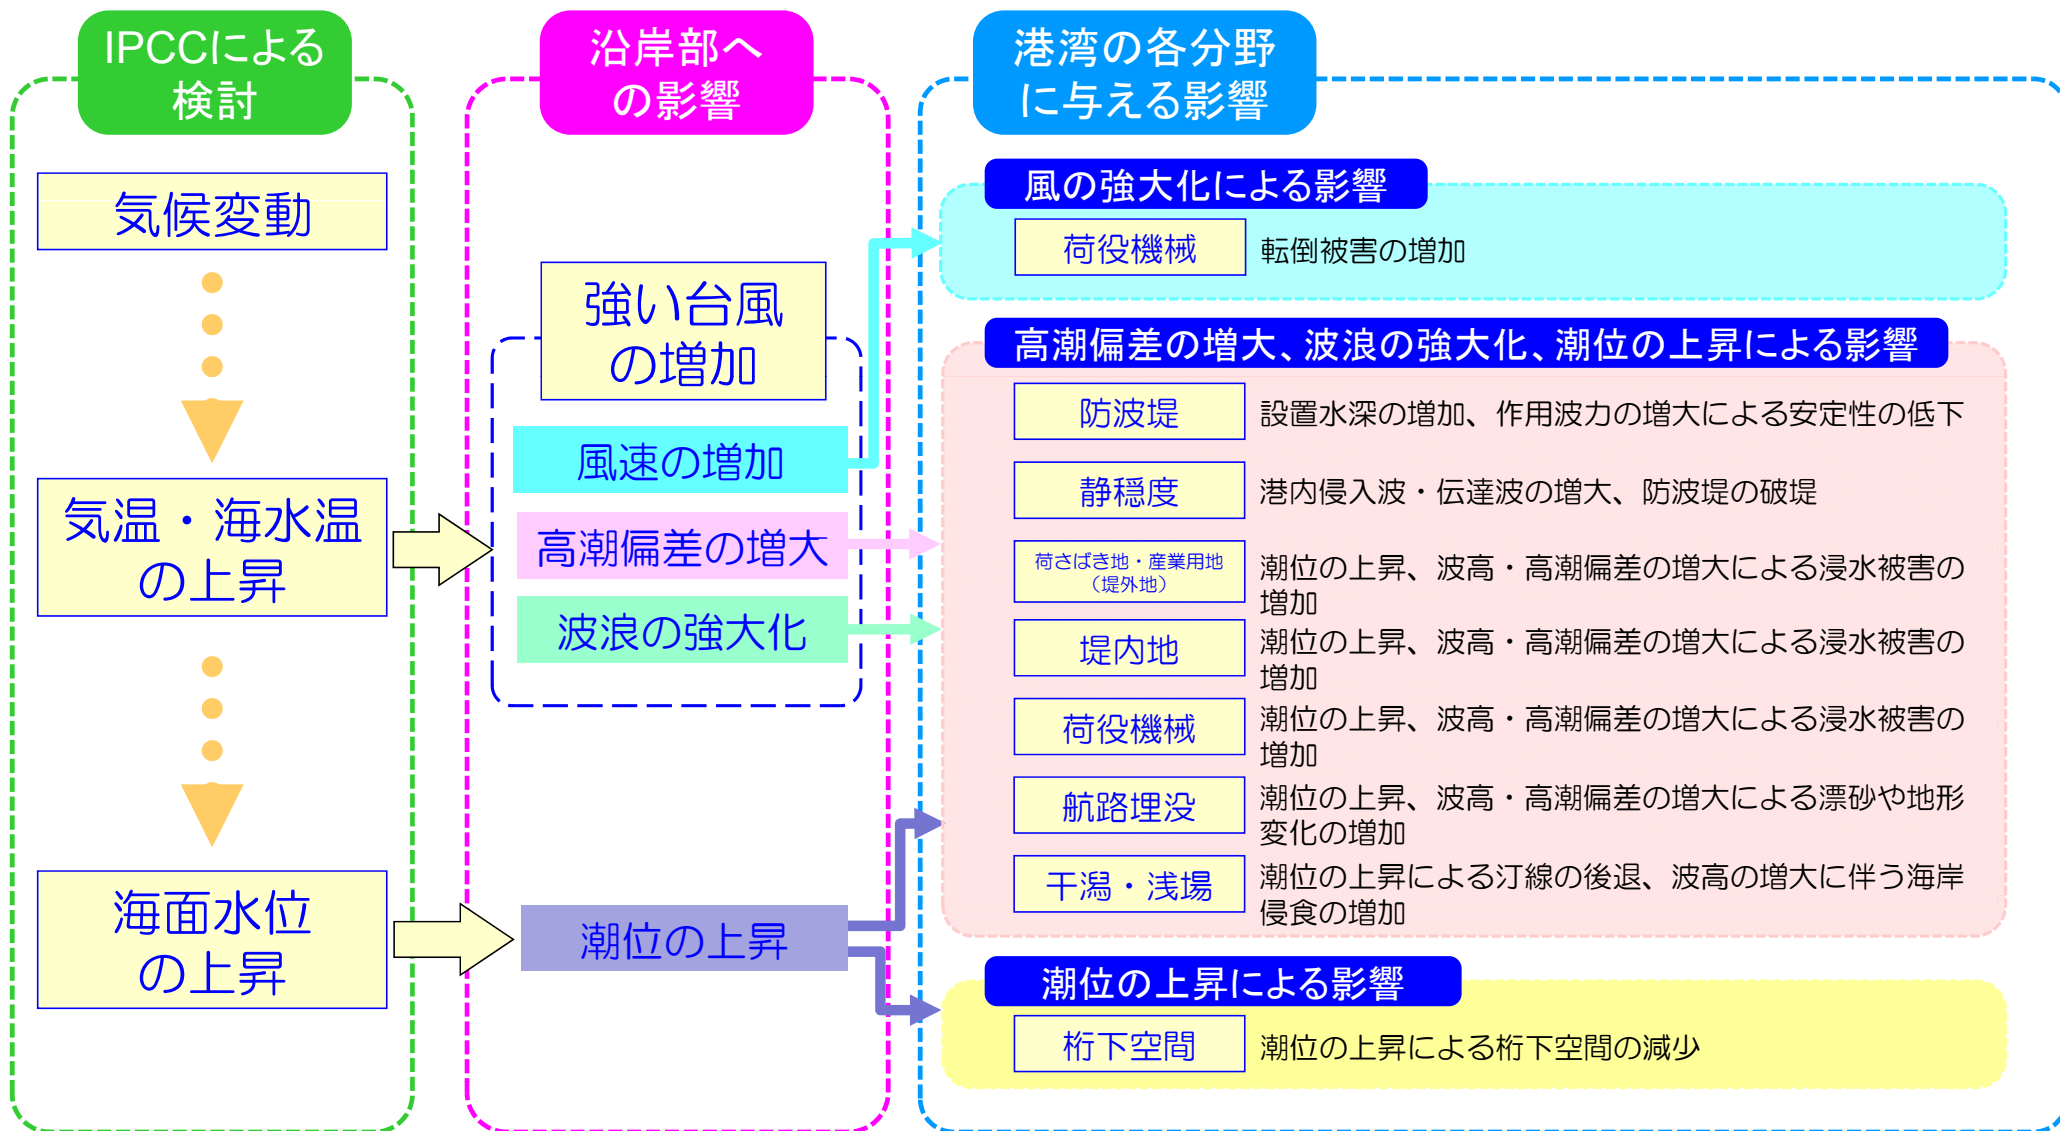 IPCCによる
検討
気候変動
気温・海水温
の上昇
海面水位
の上昇
沿岸部へ
の影響
強い台風
の増加
風速の増加
高潮偏差の増大
波浪の強大化
潮位の上昇
港湾の各分野
に与える影響
風の強大化による影響
荷役機械
転倒被害の増加
高潮偏差の増大、波浪の強大化、潮位の上昇による影響
防波堤
設置水深の増加、作用波力の増大による安定性の低下
静穏度
港内侵入波・伝達波の増大、防波堤の破堤
荷さばき地・産業用地
（堤外地）
潮位の上昇、波高・高潮偏差の増大による浸水被害の
増加
堤内地
潮位の上昇、波高・高潮偏差の増大による浸水被害の
増加
荷役機械
潮位の上昇、波高・高潮偏差の増大による浸水被害の
増加
航路埋没
潮位の上昇、波高・高潮偏差の増大による漂砂や地形
変化の増加
干潟・浅場
潮位の上昇による汀線の後退、波高の増大に伴う海岸
侵食の増加
潮位の上昇による影響
桁下空間
潮位の上昇による桁下空間の減少